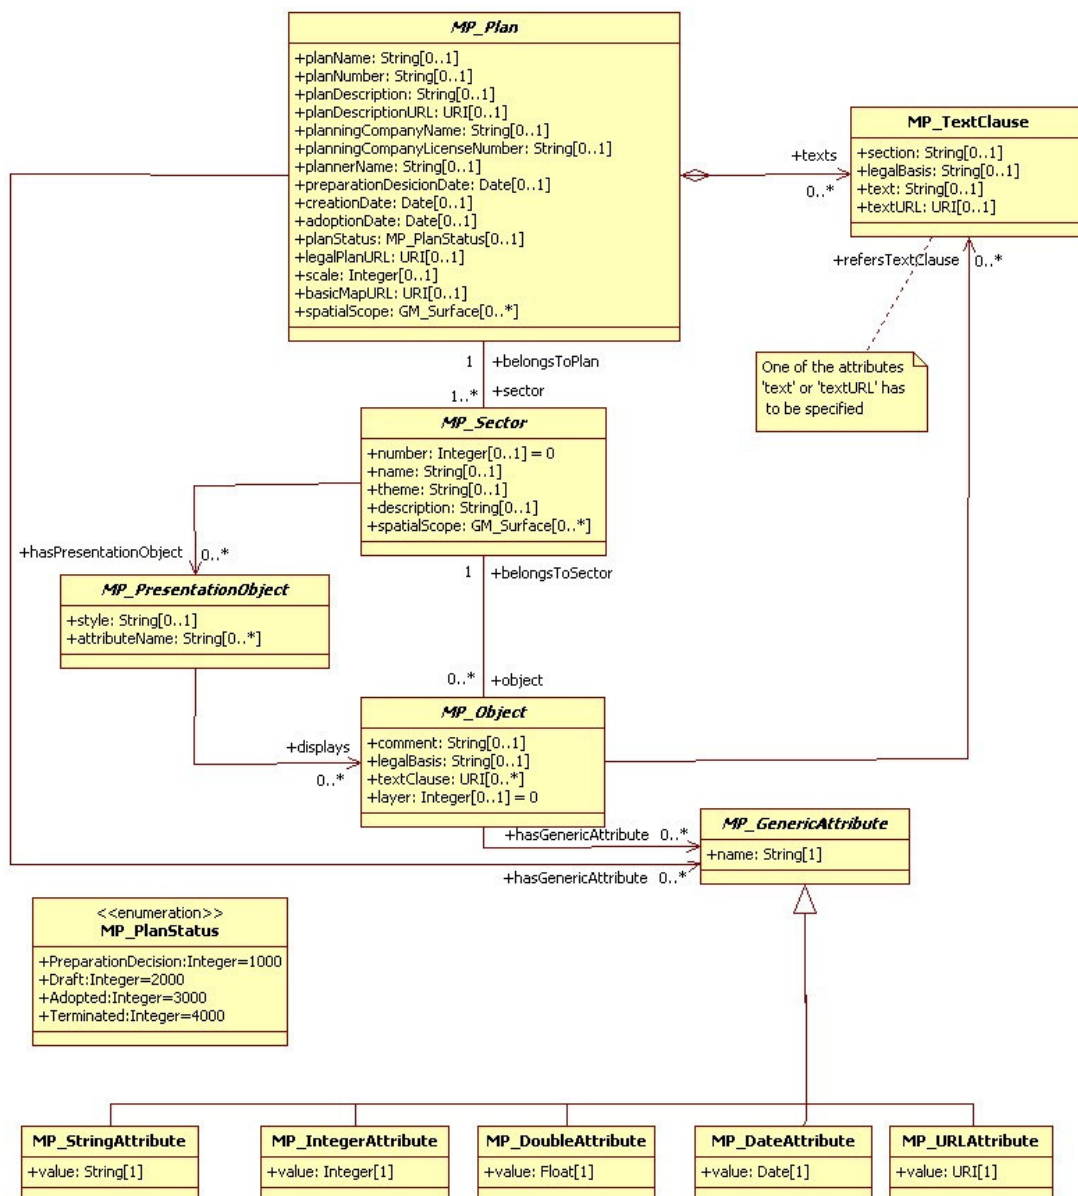 MP_Plan
+planName: String[0..1]
+planNumber: String[0..1]
+planDescription: String[0..1]
+planDescriptionURL: URI[0..1]
+planningCompanyName: String[0..1]
+planningCompanyLicenseNumber: String[0..1]
+plannerName: String[0..1]
+preparationDesicionDate: Date[0..1]
+creationDate: Date[0..1]
+adoptionDate: Date[0..1]
+planStatus: MP_PlanStatus[0..1]
+legalPlanURL: URI[0..1]
+scale: Integer[0..1]
+basicMapURL: URI[0..1]
+spatialScope: GM_Surface[0..*]
+texts
0..*
MP_TextClause
+section: String[0..1]
+legalBasis: String[0..1]
+text: String[0..1]
+textURL: URI[0..1]
+refersTextClause
0..*
One of the attributes
'text' or 'textURL' has
to be specified
1
+belongsToPlan
1..*
+sector
MP_Sector
+number: Integer[0..1] = 0
+name: String[0..1]
+theme: String[0..1]
+description: String[0..1]
+spatialScope: GM_Surface[0..*]
+hasPresentationObject
0..*
1
+belongsToSector
MP_PresentationObject
+style: String[0..1]
+attributeName: String[0..*]
0..*
+object
+displays
0..*
MP_Object
+comment: String[0..1]
+legalBasis: String[0..1]
+textClause: URI[0..*]
+layer: Integer[0..1] = 0
+hasGenericAttribute 0..*
+hasGenericAttribute 0..*
MP_GenericAttribute
+name: String[1]
<<enumeration>>
MP_PlanStatus
+PreparationDecision:Integer=1000
+Draft:Integer=2000
+Adopted:Integer=3000
+Terminated:Integer=4000
MP_StringAttribute
+value: String[1]
MP_IntegerAttribute
+value: Integer[1]
MP_DoubleAttribute
+value: Float[1]
MP_DateAttribute
+value: Date[1]
MP_URLAttribute
+value: URI[1]